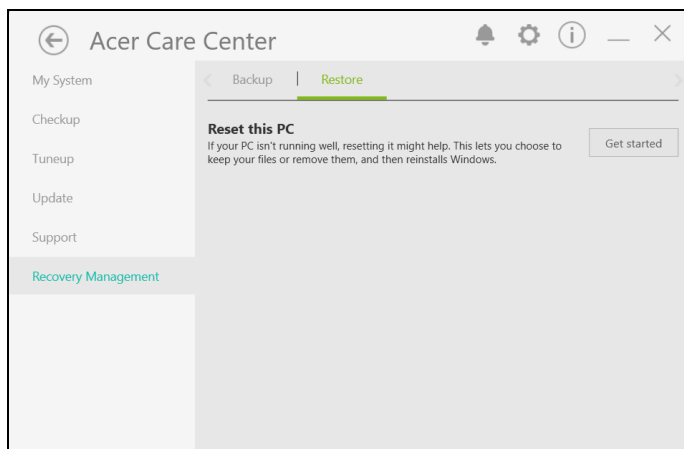 Acer Care Center
My System
Checkup
Tuneup
Update
Support
Recovery Management
Backup | Restore
Reset this PC
If your PC isn't running well, resetting it might help. This lets you choose to
keep your files or remove them, and then reinstalls Windows.
Get started